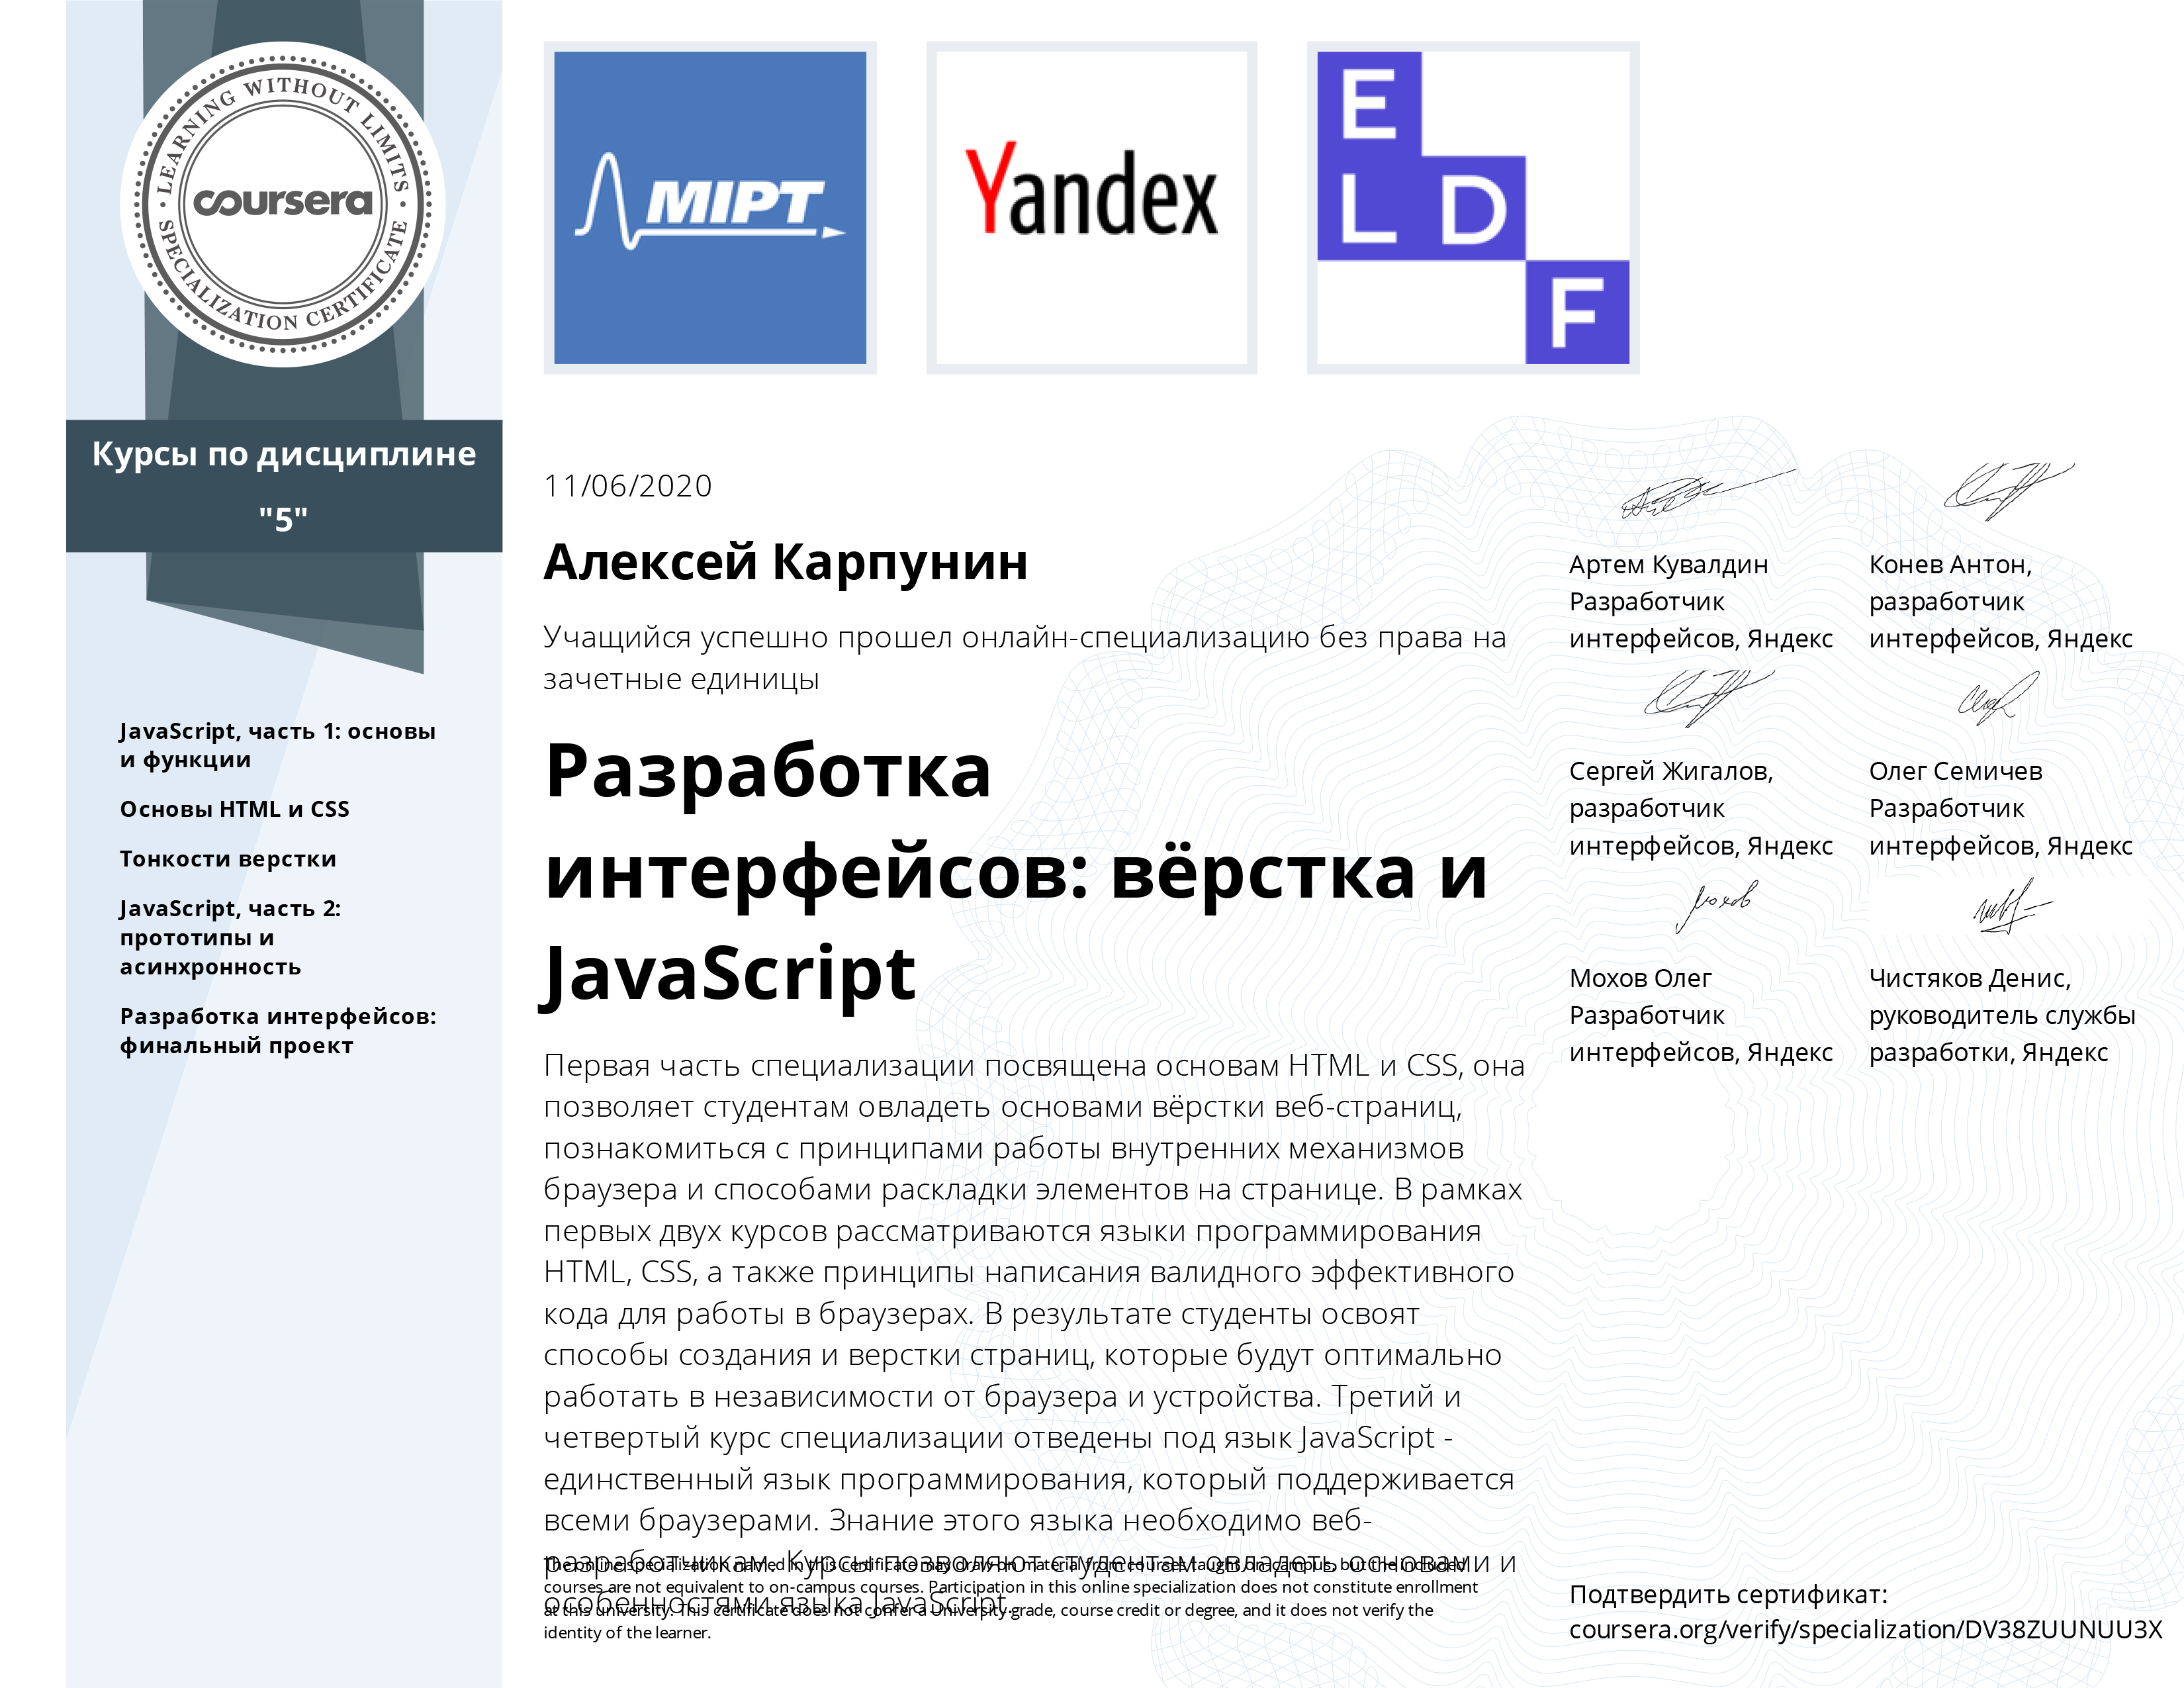 LEARNING WITHOUT LIMITS
coursera
SPECIALIZATION CERTIFICATE
Курсы по дисциплине
"5"
JavaScript, часть 1: основы
и функции
Основы HTML и CSS
Тонкости верстки
JavaScript, часть 2:
прототипы и
асинхронность
Разработка интерфейсов:
финальный проект
MIPT
Yandex
E
L D
F
11/06/2020
Алексей Карпунин
Учащийся успешно прошел онлайн-специализацию без права на
зачетные единицы
Разработка
интерфейсов: вёрстка и
JavaScript
Первая часть специализации посвящена основам HTML и CSS, она
позволяет студентам овладеть основами вёрстки веб-страниц,
познакомиться с принципами работы внутренних механизмов
браузера и способами раскладки элементов на странице. В рамках
первых двух курсов рассматриваются языки программирования
HTML, CSS, а также принципы написания валидного эффективного
кода для работы в браузерах. В результате студенты освоят
способы создания и верстки страниц, которые будут оптимально
работать в независимости от браузера и устройства. Третий и
четвертый курс специализации отведены под язык JavaScript -
единственный язык программирования, который поддерживается
всеми браузерами. Знание этого языка необходимо веб-
разработчикам. Курсы позволяют студентам овладеть основами и
особенностями языка JavaScript.
The online specialization named in this certificate may draw on material from courses taught on-campus, but the included
courses are not equivalent to on-campus courses. Participation in this online specialization does not constitute enrollment
at this university. This certificate does not confer a University grade, course credit or degree, and it does not verify the
identity of the learner.
Артем Кувалдин
Разработчик
интерфейсов, Яндекс
Конев Антон,
разработчик
интерфейсов, Яндекс
Сергей Жигалов,
разработчик
интерфейсов, Яндекс
Олег Семичев
Разработчик
интерфейсов, Яндекс
Мохов Олег
Разработчик
интерфейсов, Яндекс
Чистяков Денис,
руководитель службы
разработки, Яндекс
Подтвердить сертификат:
coursera.org/verify/specialization/DV38ZUUNUU3X